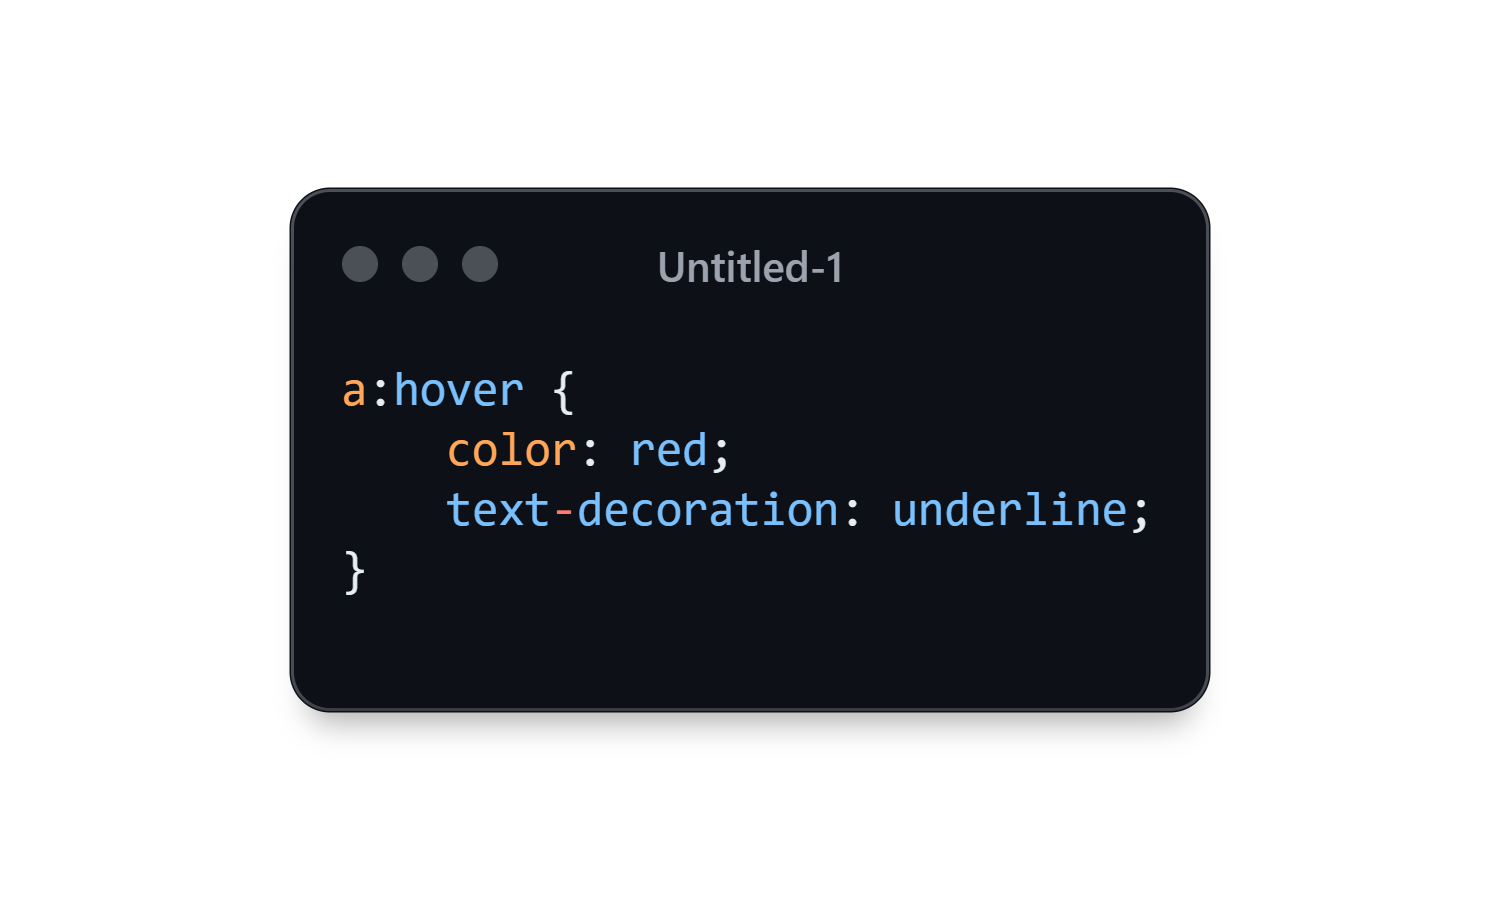 Untitled-1
a:hover {
    color: red;
    text-decoration: underline;
}